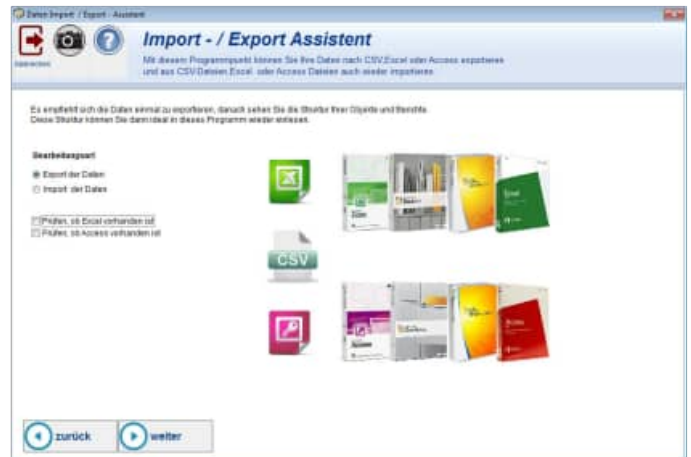 Daten Import- / Export - Assistent
Import - / Export Assistent
Mit diesem Programmpunkt können Sie Ihre Daten nach CSV,Excel oder Access exportieren
und aus CSV-Dateien,Excel- oder Access Dateien auch wieder importieren.
Es empfiehlt sich die Daten einmal zu exportieren, danach sehen Sie die Struktur Ihrer Objekte und Berichte.
Diese Struktur können Sie dann ideal in dieses Programm wieder einlesen.
Bearbeitungsart
Export der Daten
Import der Daten
Prüfen, ob Excel vorhanden ist
Prüfen, ob Access vorhanden ist
CSV
Excel
zurück
weiter